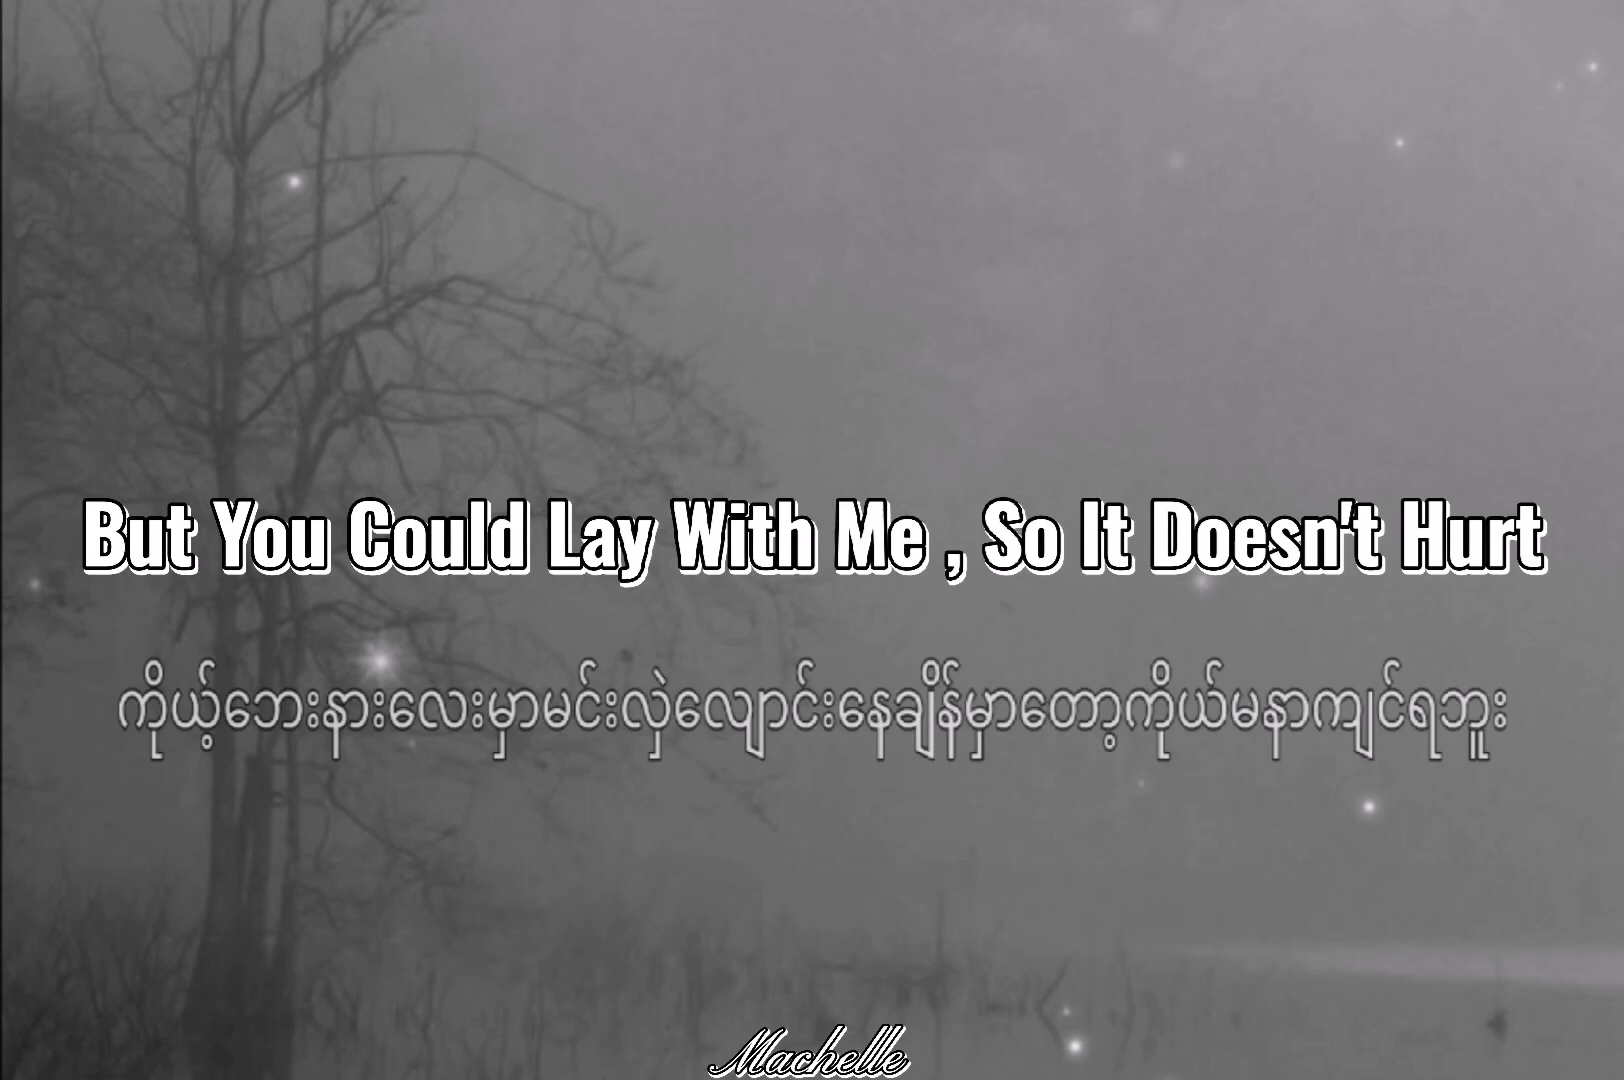 But You Could Lay With Me , So It Doesn't Hurt
ကိုယ့်ဘေးနားလေးမှာမင်းလှဲလျောင်းနေချိန်မှာတော့ကိုယ်မနာကျင်ရဘူး
Machelle